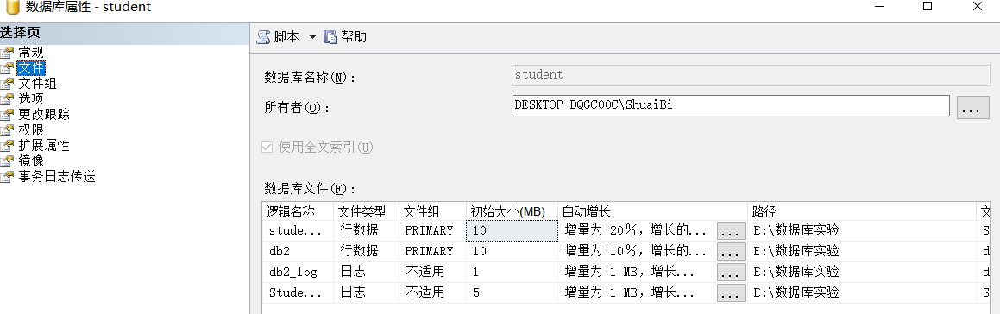 数据库属性 - student
选择页
常规
文件
文件组
选项
更改跟踪
权限
扩展属性
镜像
事务日志传送
脚本 帮助
数据库名称(N):
student
所有者(O):
DESKTOP-DQGC00C\ShuaiBi
...
使用全文索引(U)
数据库文件(F):
逻辑名称 文件类型 文件组 初始大小(MB) 自动增长 路径
stude... 行数据 PRIMARY 10 增量为 20%，增长的... ... E:\数据库实验
db2 行数据 PRIMARY 10 增量为 10%，增长的... ... E:\数据库实验
db2_log 日志 不适用 1 增量为 1 MB，增长... ... E:\数据库实验
Stude... 日志 不适用 5 增量为 1 MB，增长... ... E:\数据库实验